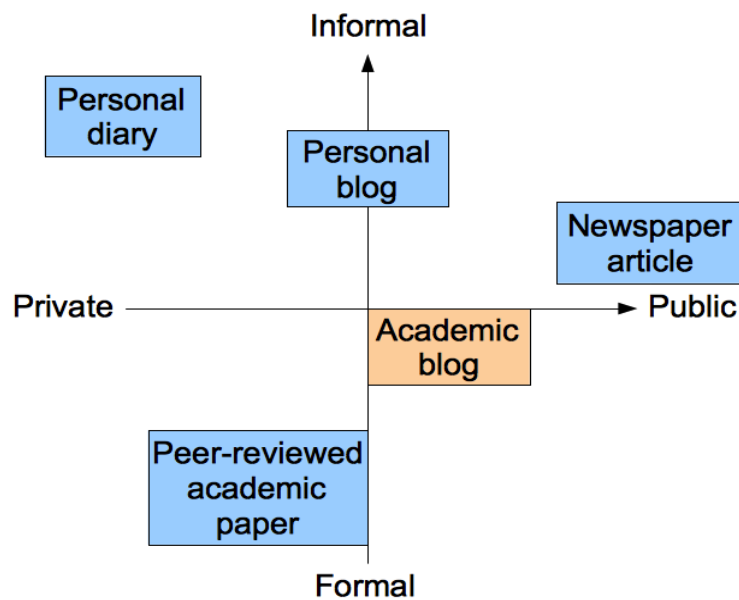 Informal
Personal
diary
Personal
blog
Newspaper
article
Private
Public
Academic
blog
Peer-reviewed
academic
paper
Formal